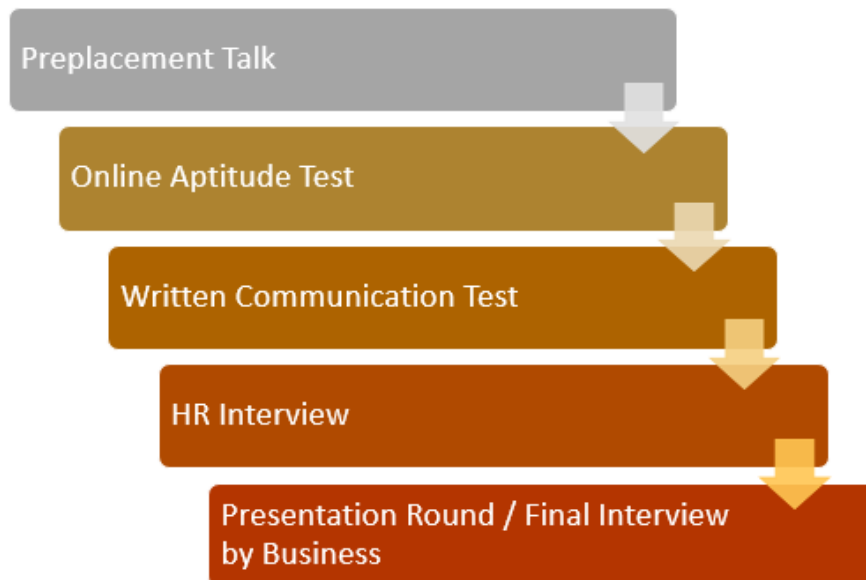 Preplacement Talk
Online Aptitude Test
Written Communication Test
HR Interview
Presentation Round / Final Interview
by Business